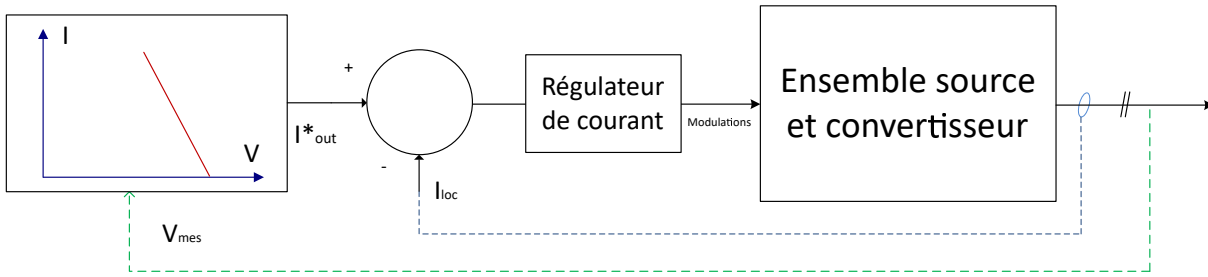 I
V
I*out
+
-
Iloc
Vmes
Régulateur
de courant
Modulations
Ensemble source
et convertisseur